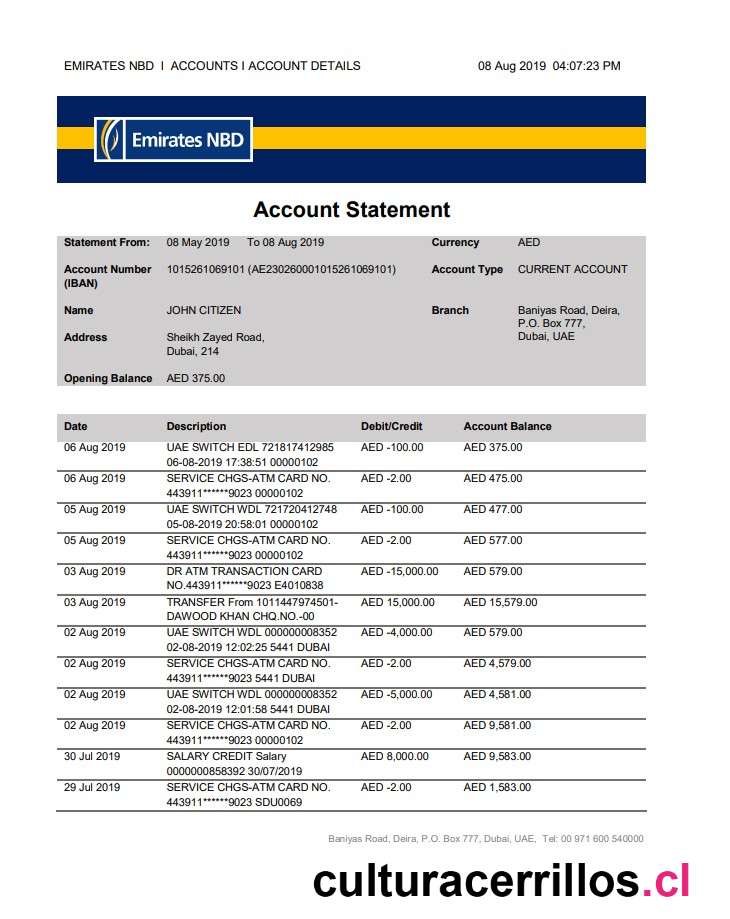 EMIRATES NBD I ACCOUNTS I ACCOUNT DETAILS 08 Aug 2019 04:07:23 PM
Emirates NBD
Account Statement
Statement From: 08 May 2019 To 08 Aug 2019 Currency AED
Account Number 1015261069101 (AE230260001015261069101) Account Type CURRENT ACCOUNT
(IBAN)
Name JOHN CITIZEN Branch Baniyas Road, Deira,
P.O. Box 777,
Address Sheikh Zayed Road, Dubai, UAE
Dubai, 214
Opening Balance AED 375.00
Date Description Debit/Credit Account Balance
06 Aug 2019 UAE SWITCH EDL 721817412985 AED -100.00 AED 375.00
06-08-2019 17:38:51 00000102
06 Aug 2019 SERVICE CHGS-ATM CARD NO. AED -2.00 AED 475.00
443911******9023 00000102
05 Aug 2019 UAE SWITCH WDL 721720412748 AED -100.00 AED 477.00
05-08-2019 20:58:01 00000102
05 Aug 2019 SERVICE CHGS-ATM CARD NO. AED -2.00 AED 577.00
443911******9023 00000102
03 Aug 2019 DR ATM TRANSACTION CARD AED -15,000.00 AED 579.00
NO.443911******9023 E4010838
03 Aug 2019 TRANSFER From 1011447974501- AED 15,000.00 AED 15,579.00
DAWOOD KHAN CHQ.NO.-00
02 Aug 2019 UAE SWITCH WDL 000000008352 AED -4,000.00 AED 579.00
02-08-2019 12:02:25 5441 DUBAI
02 Aug 2019 SERVICE CHGS-ATM CARD NO. AED -2.00 AED 4,579.00
443911******9023 5441 DUBAI
02 Aug 2019 UAE SWITCH WDL 000000008352 AED -5,000.00 AED 4,581.00
02-08-2019 12:01:58 5441 DUBAI
02 Aug 2019 SERVICE CHGS-ATM CARD NO. AED -2.00 AED 9,581.00
443911******9023 00000102
30 Jul 2019 SALARY CREDIT Salary AED 8,000.00 AED 9,583.00
0000000858392 30/07/2019
29 Jul 2019 SERVICE CHGS-ATM CARD NO. AED -2.00 AED 1,583.00
443911******9023 SDU0069
Baniyas Road, Deira, P.O. Box 777, Dubai, UAE, Tel: 00 971 600 540000
culturacerrillos.cl